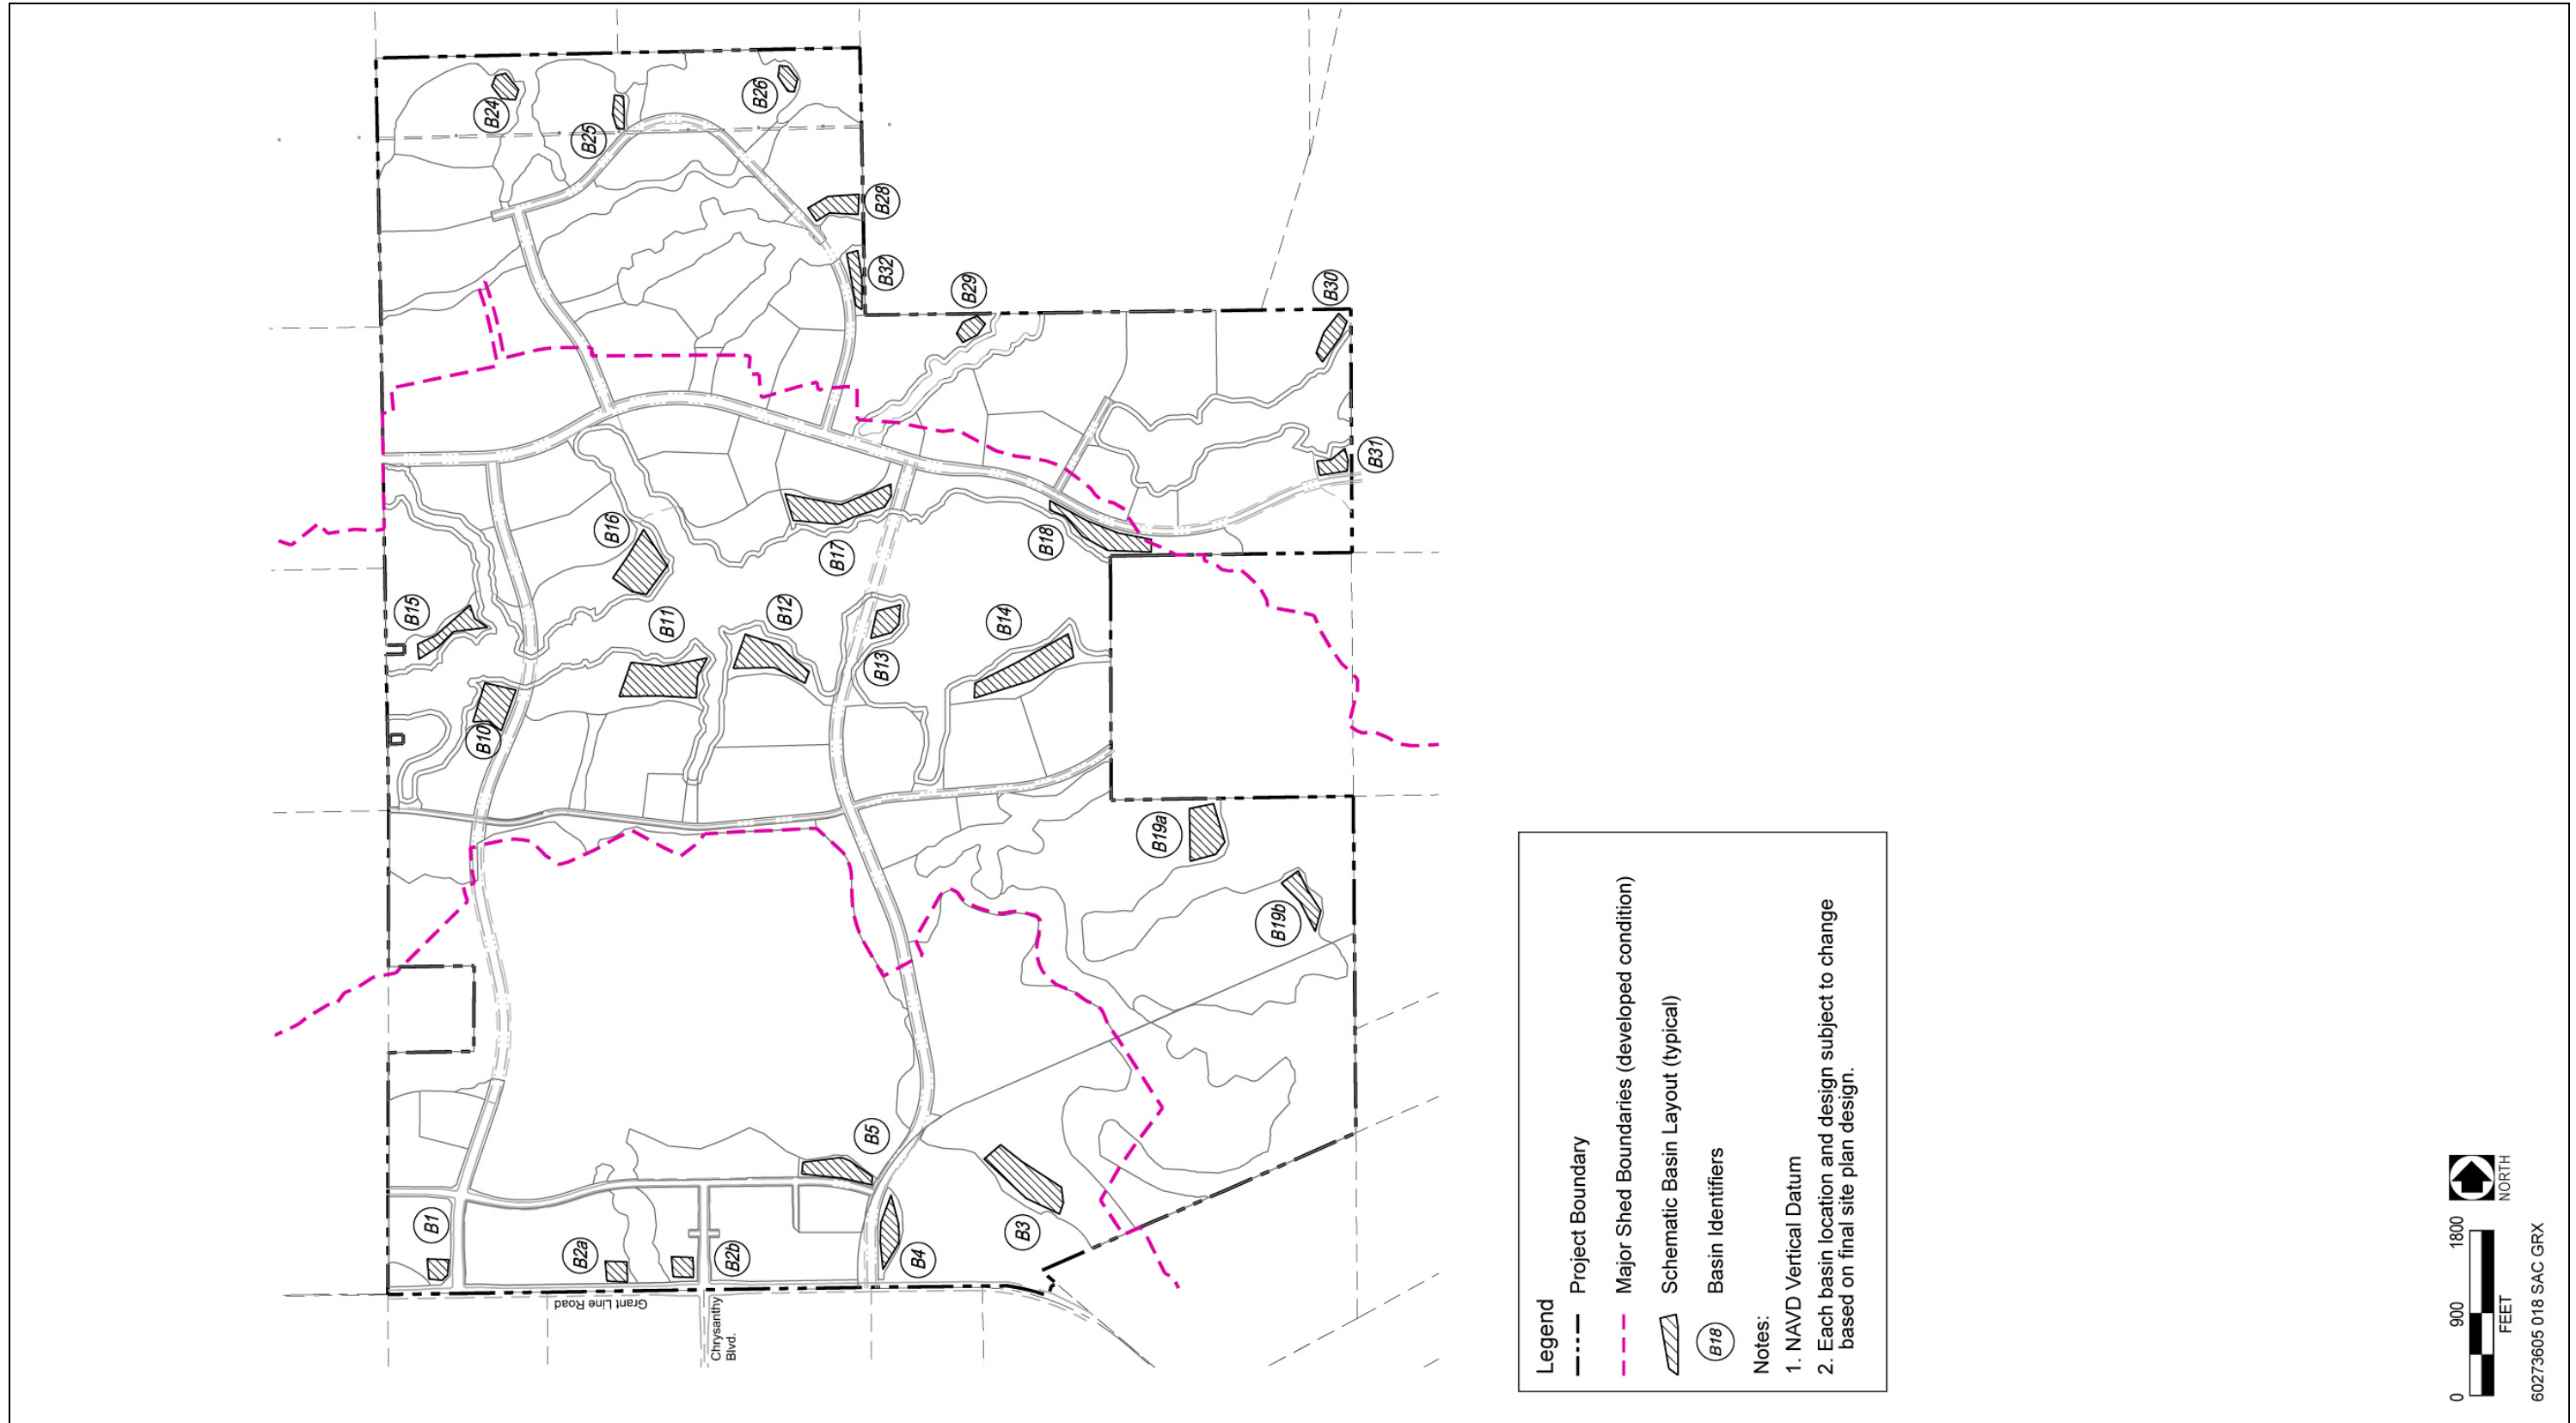 B24
B25
B26
B28
B32
B29
B30
B31
B16
B17
B18
B15
B11
B12
B14
B13
B10
B19a
B19b
B5
B1
B2a
B2b
B4
B3
Grant Line Road
Chrysanthy
Blvd.
Legend
Project Boundary
Major Shed Boundaries (developed condition)
Schematic Basin Layout (typical)
B18
Basin Identifiers
Notes:
1. NAVD Vertical Datum
2. Each basin location and design subject to change
based on final site plan design.
0 900 1800
FEET
NORTH
60273605 018 SAC GRX